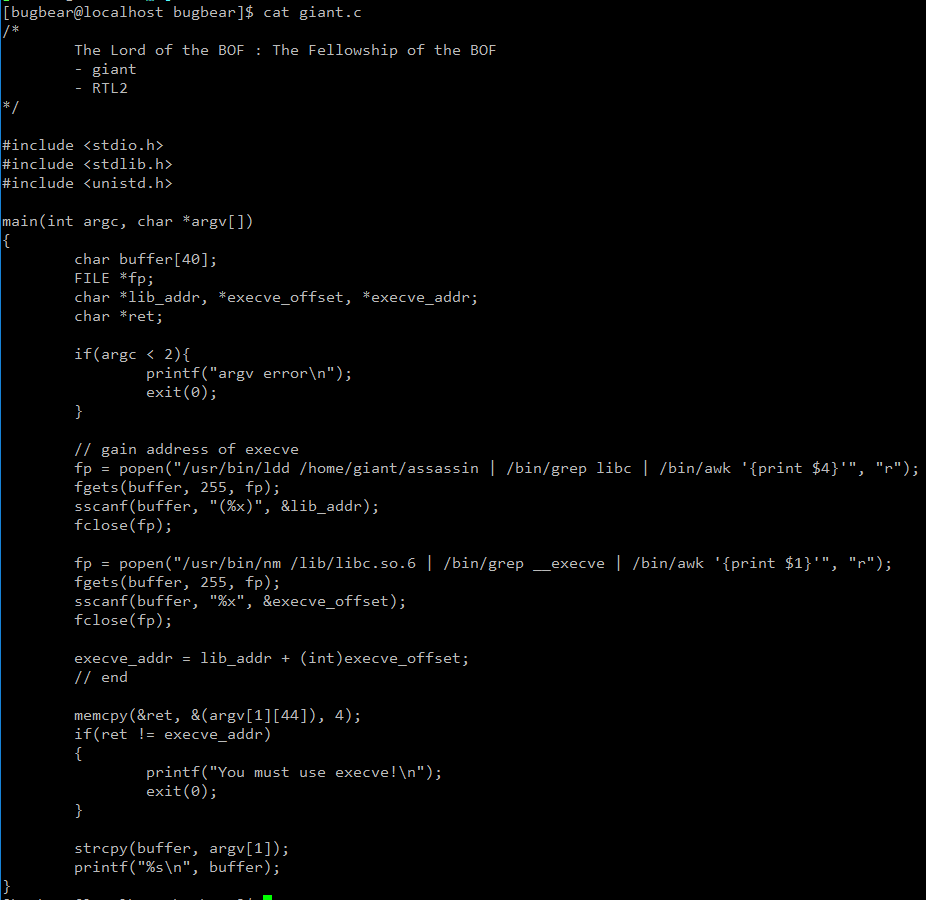 [bugbear@localhost bugbear]$ cat giant.c
/*
        The Lord of the BOF : The Fellowship of the BOF
        - giant
        - RTL2
*/

#include <stdio.h>
#include <stdlib.h>
#include <unistd.h>

main(int argc, char *argv[])
{
        char buffer[40];
        FILE *fp;
        char *lib_addr, *execve_offset, *execve_addr;
        char *ret;

        if(argc < 2){
                printf("argv error\n");
                exit(0);
        }

        // gain address of execve
        fp = popen("/usr/bin/ldd /home/giant/assassin | /bin/grep libc | /bin/awk '{print $4}'", "r");
        fgets(buffer, 255, fp);
        sscanf(buffer, "(%x)", &lib_addr);
        fclose(fp);

        fp = popen("/usr/bin/nm /lib/libc.so.6 | /bin/grep __execve | /bin/awk '{print $1}'", "r");
        fgets(buffer, 255, fp);
        sscanf(buffer, "%x", &execve_offset);
        fclose(fp);

        execve_addr = lib_addr + (int)execve_offset;
        // end

        memcpy(&ret, &(argv[1][44]), 4);
        if(ret != execve_addr)
        {
                printf("You must use execve!\n");
                exit(0);
        }

        strcpy(buffer, argv[1]);
        printf("%s\n", buffer);
}